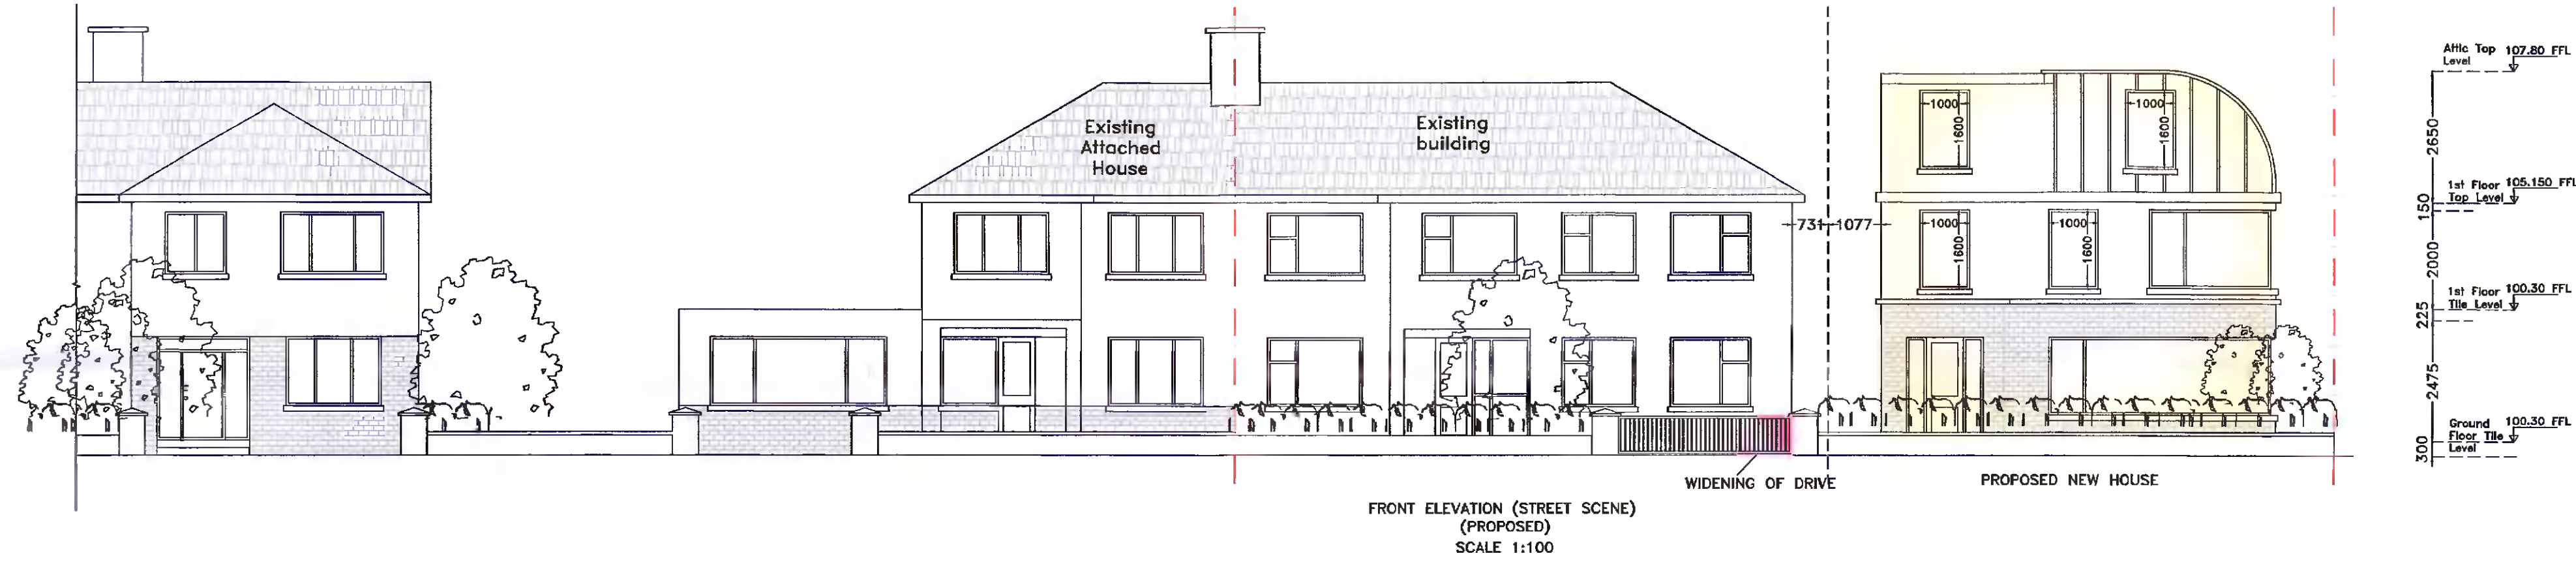 Existing
Attached
House
Existing
building
731
1077
1000
1600
1000
1600
1000
1600
1000
1600
WIDENING OF DRIVE
PROPOSED NEW HOUSE
FRONT ELEVATION (STREET SCENE)
(PROPOSED)
SCALE 1:100
Attic Top 107.80 FFL
Level
2650
1st Floor 105.150 FFL
Top Level
150
2000
1st Floor 100.30 FFL
Tile Level
225
2475
Ground 100.30 FFL
Floor Tile
Level
300